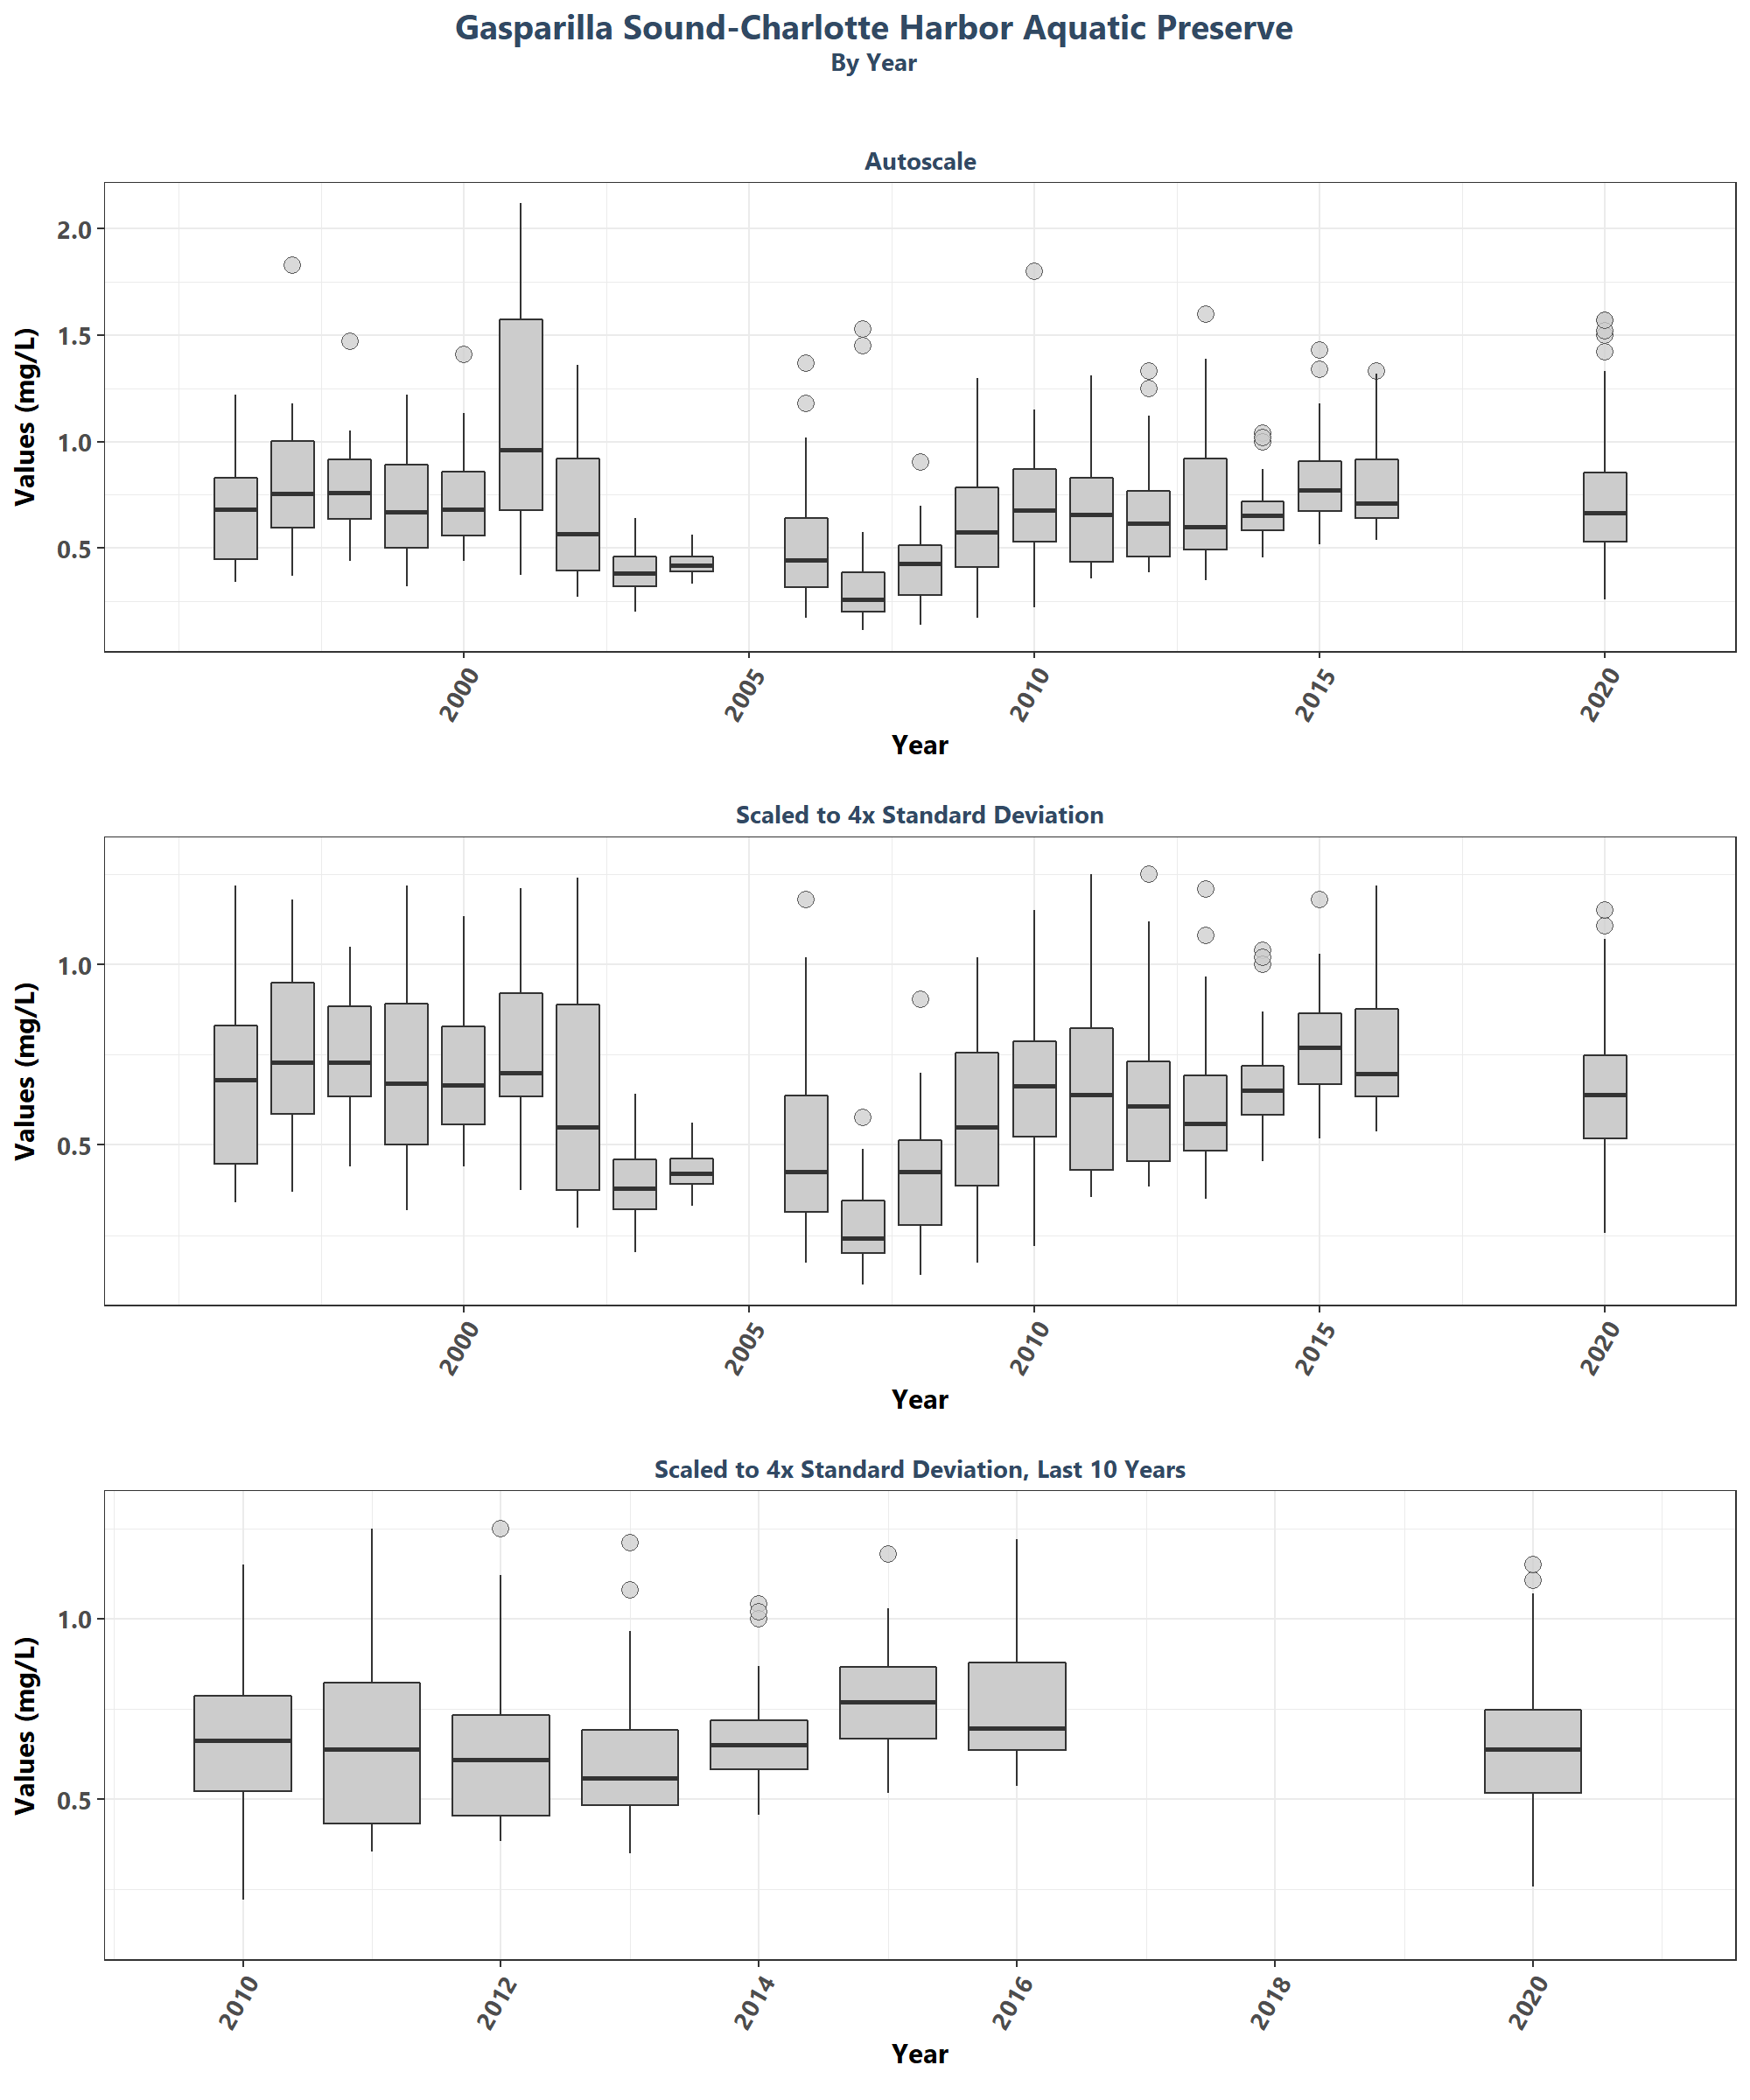 Gasparilla Sound-Charlotte Harbor Aquatic Preserve
By Year
Autoscale
Values (mg/L)
2.0
1.5
1.0
0.5
2000 2005 2010 2015 2020
Year
Scaled to 4x Standard Deviation
Values (mg/L)
1.0
0.5
2000 2005 2010 2015 2020
Year
Scaled to 4x Standard Deviation, Last 10 Years
Values (mg/L)
1.0
0.5
2010 2012 2014 2016 2018 2020
Year